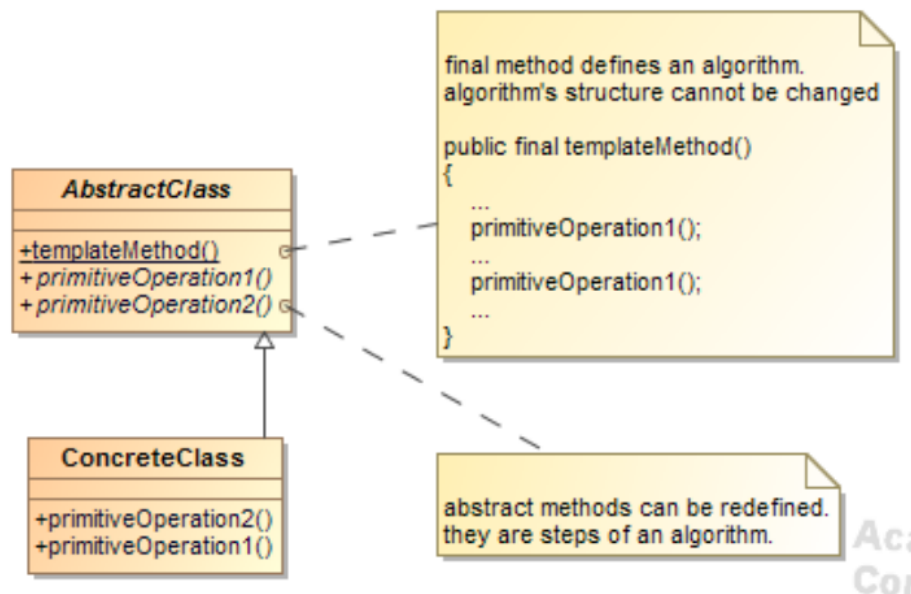 final method defines an algorithm.
algorithm's structure cannot be changed
public final templateMethod()
{
...
primitiveOperation1();
...
primitiveOperation1();
...
}
AbstractClass
+templateMethod()
+primitiveOperation1()
+primitiveOperation2()
ConcreteClass
+primitiveOperation2()
+primitiveOperation1()
abstract methods can be redefined.
they are steps of an algorithm.